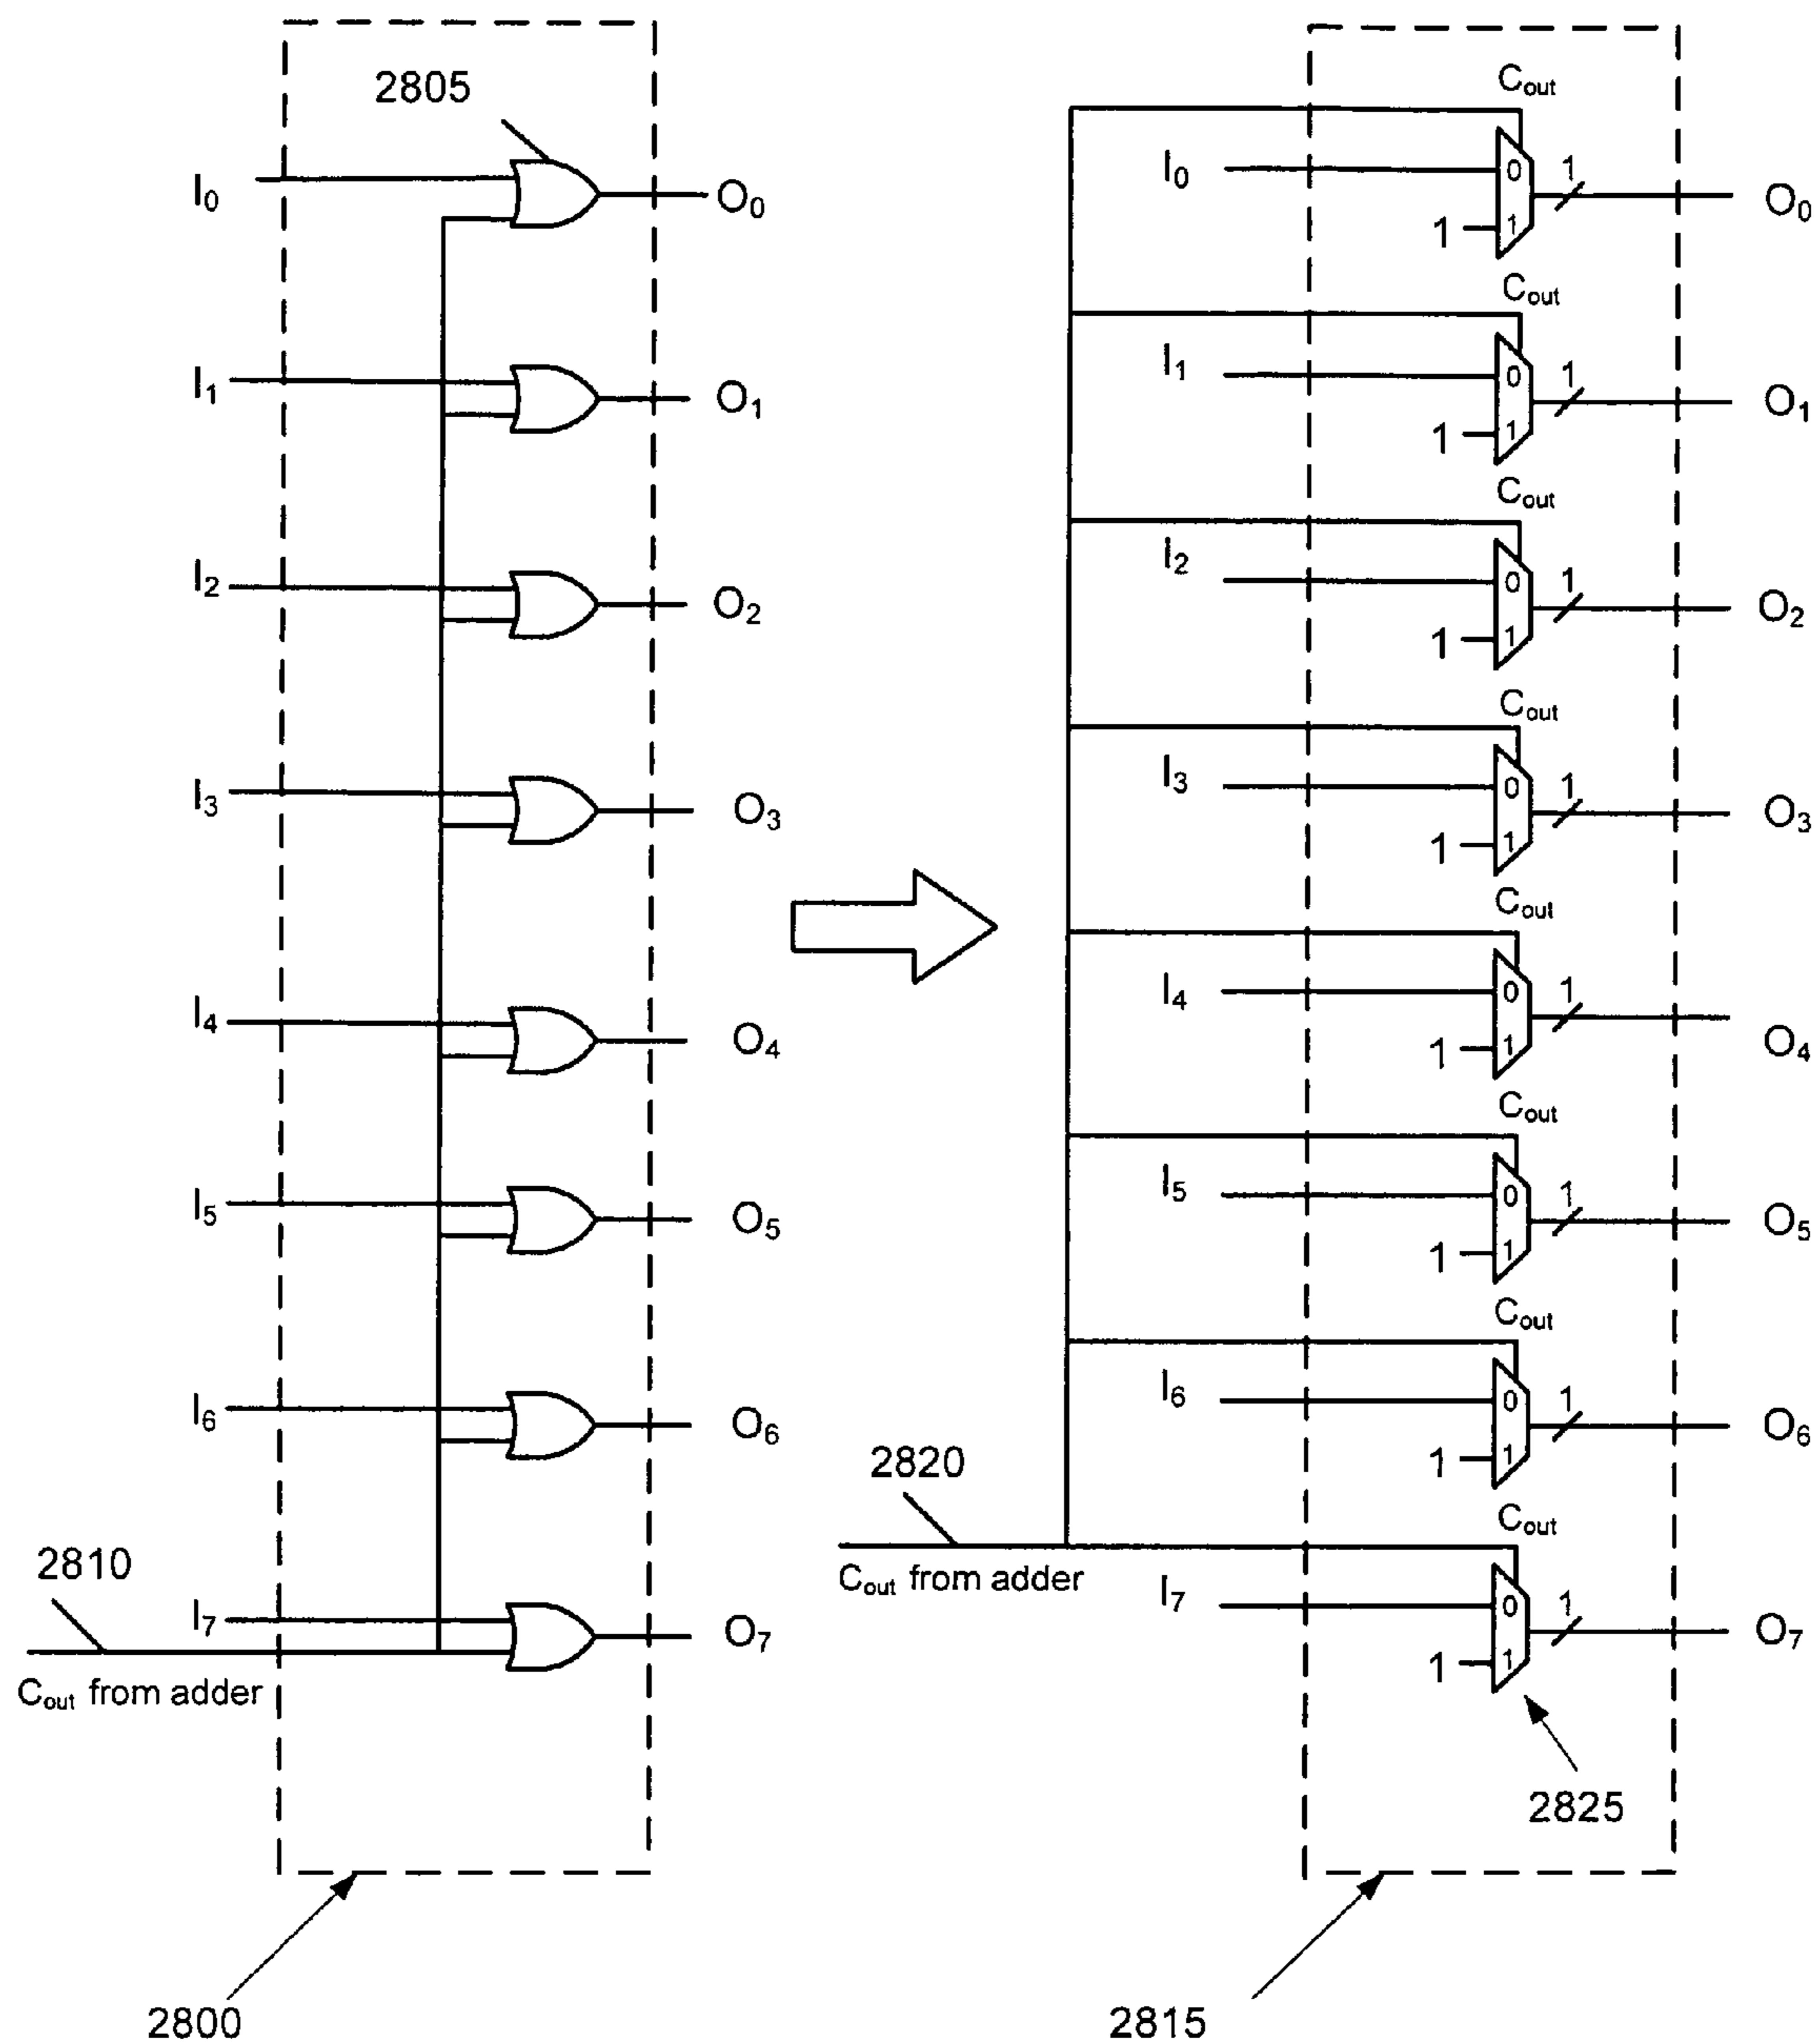 2805
I0
O0
I1
O1
I2
O2
I3
O3
I4
O4
I5
O5
I6
O6
2810
I7
O7
Cout from adder
2800
Cout
I0
0
1
1
1
O0
Cout
I1
0
1
1
1
O1
Cout
I2
0
1
1
1
O2
Cout
I3
0
1
1
1
O3
Cout
I4
0
1
1
1
O4
Cout
I5
0
1
1
1
O5
Cout
I6
0
1
1
1
O6
2820
Cout
Cout from adder
I7
0
1
1
1
O7
2825
2815